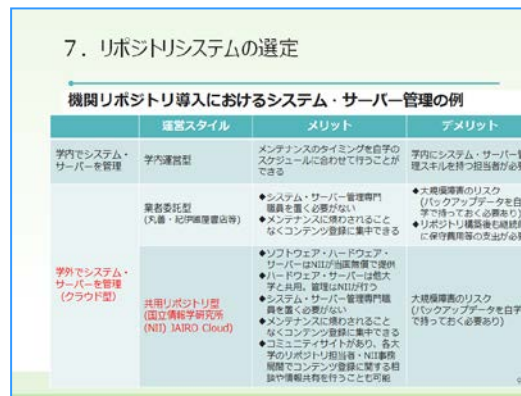 7．リポジトリシステムの選定
機関リポジトリ導入におけるシステム・サーバー管理の例
運営スタイル
メリット
デメリット
学内でシステム・
サーバーを管理
学内運営型
メンテナンスのタイミングを自学の
スケジュールに合わせて行うことが
できる
学内にシステム・サーバー管
理スキルを持つ担当者が必要
学外でシステム・
サーバーを管理
(クラウド型)
業者委託型
(丸善・紀伊國屋書店等)
◆システム・サーバー管理専門
職員を置く必要がない
◆メンテナンスに煩わされること
なくコンテンツ登録に集中できる
◆大規模障害のリスク
(バックアップデータを自
学で持っておく必要あり)
◆リポジトリ構築後も継続的
に保守費用等の支出が必要
共用リポジトリ型
(国立情報学研究所
(NII) JAIRO Cloud)
◆ソフトウェア・ハードウェア・
サーバーはNIIが当面無償で提供
◆ハードウェア・サーバーは他大
学と共用。管理はNIIが行う
◆システム・サーバー管理専門職
員を置く必要がない
◆メンテナンスに煩わされること
なくコンテンツ登録に集中できる
◆コミュニティサイトがあり、各大
学のリポジトリ担当者・NII事務
局間でコンテンツ登録に関する相
談や情報共有を行うことも可能
大規模障害のリスク
(バックアップデータを自学
で持っておく必要あり)